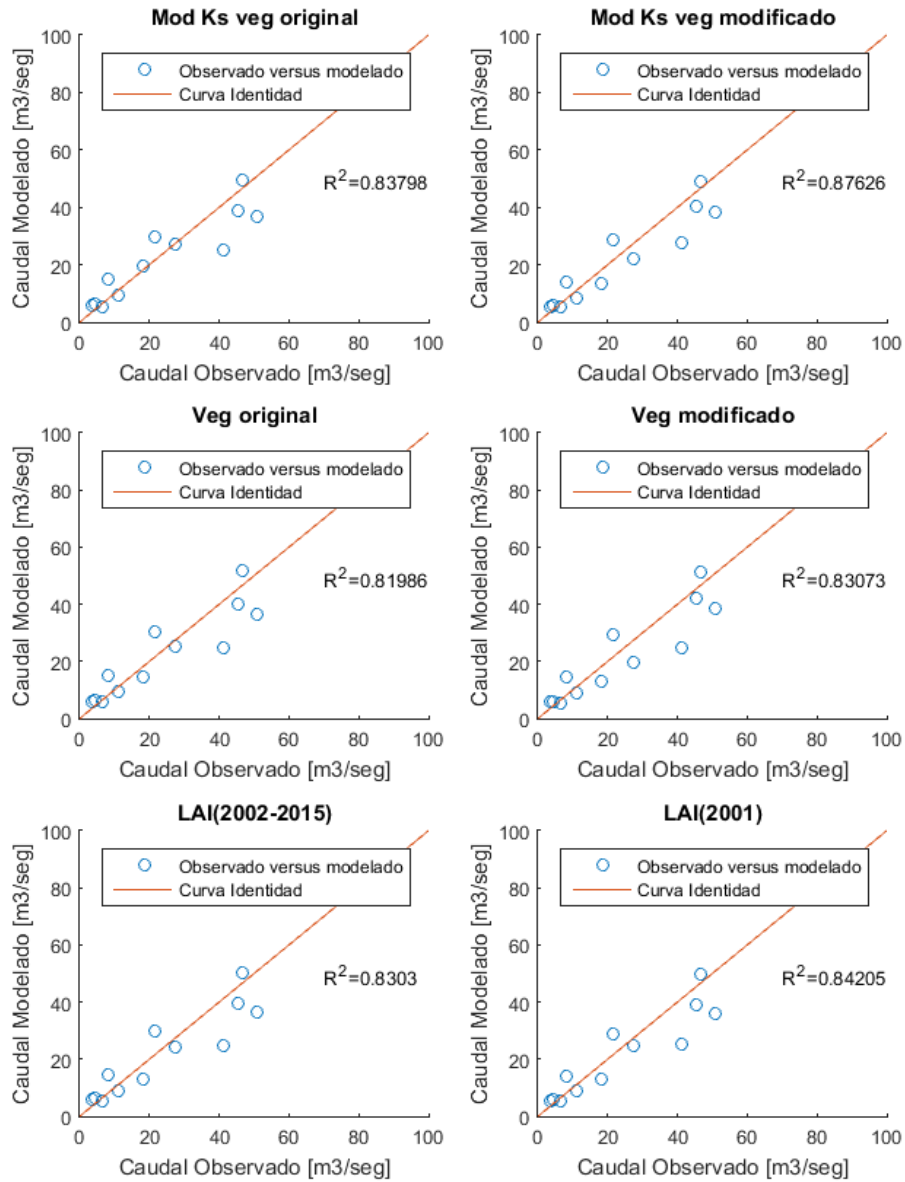 Mod Ks veg original
100
80
60
40
20
0
Caudal Modelado [m3/seg]
Observado versus modelado
Curva Identidad
R²=0.83798
0 20 40 60 80 100
Caudal Observado [m3/seg]
Mod Ks veg modificado
100
80
60
40
20
0
Caudal Modelado [m3/seg]
Observado versus modelado
Curva Identidad
R²=0.87626
0 20 40 60 80 100
Caudal Observado [m3/seg]
Veg original
100
80
60
40
20
0
Caudal Modelado [m3/seg]
Observado versus modelado
Curva Identidad
R²=0.81986
0 20 40 60 80 100
Caudal Observado [m3/seg]
Veg modificado
100
80
60
40
20
0
Caudal Modelado [m3/seg]
Observado versus modelado
Curva Identidad
R²=0.83073
0 20 40 60 80 100
Caudal Observado [m3/seg]
LAI(2002-2015)
100
80
60
40
20
0
Caudal Modelado [m3/seg]
Observado versus modelado
Curva Identidad
R²=0.8303
0 20 40 60 80 100
Caudal Observado [m3/seg]
LAI(2001)
100
80
60
40
20
0
Caudal Modelado [m3/seg]
Observado versus modelado
Curva Identidad
R²=0.84205
0 20 40 60 80 100
Caudal Observado [m3/seg]